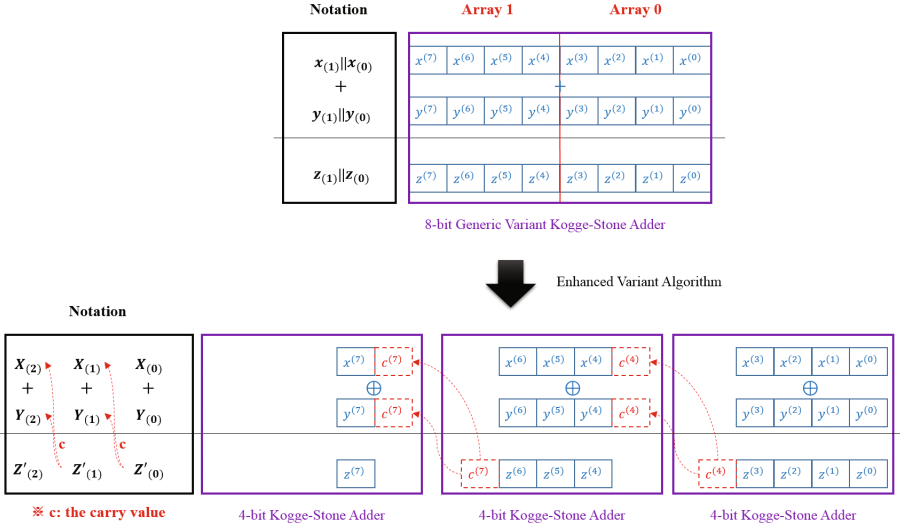 Notation Array 1 Array 0
x₍₁₎||x₍₀₎ x⁽⁷⁾ x⁽⁶⁾ x⁽⁵⁾ x⁽⁴⁾ x⁽³⁾ x⁽²⁾ x⁽¹⁾ x⁽⁰⁾
+ +
y₍₁₎||y₍₀₎ y⁽⁷⁾ y⁽⁶⁾ y⁽⁵⁾ y⁽⁴⁾ y⁽³⁾ y⁽²⁾ y⁽¹⁾ y⁽⁰⁾
z₍₁₎||z₍₀₎ z⁽⁷⁾ z⁽⁶⁾ z⁽⁵⁾ z⁽⁴⁾ z⁽³⁾ z⁽²⁾ z⁽¹⁾ z⁽⁰⁾
8-bit Generic Variant Kogge-Stone Adder
Enhanced Variant Algorithm
Notation
X₍₂₎ X₍₁₎ X₍₀₎ x⁽⁷⁾ c⁽⁷⁾ x⁽⁶⁾ x⁽⁵⁾ x⁽⁴⁾ c⁽⁴⁾ x⁽³⁾ x⁽²⁾ x⁽¹⁾ x⁽⁰⁾
+ + + ⊕ ⊕ ⊕
Y₍₂₎ Y₍₁₎ Y₍₀₎ y⁽⁷⁾ c⁽⁷⁾ y⁽⁶⁾ y⁽⁵⁾ y⁽⁴⁾ c⁽⁴⁾ y⁽³⁾ y⁽²⁾ y⁽¹⁾ y⁽⁰⁾
c c
Z'₍₂₎ Z'₍₁₎ Z'₍₀₎ z⁽⁷⁾ c⁽⁷⁾ z⁽⁶⁾ z⁽⁵⁾ z⁽⁴⁾ c⁽⁴⁾ z⁽³⁾ z⁽²⁾ z⁽¹⁾ z⁽⁰⁾
※ c: the carry value 4-bit Kogge-Stone Adder 4-bit Kogge-Stone Adder 4-bit Kogge-Stone Adder